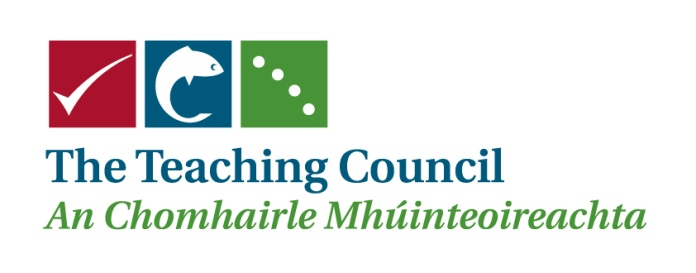 The Teaching Council
An Chomhairle Mhúinteoireachta